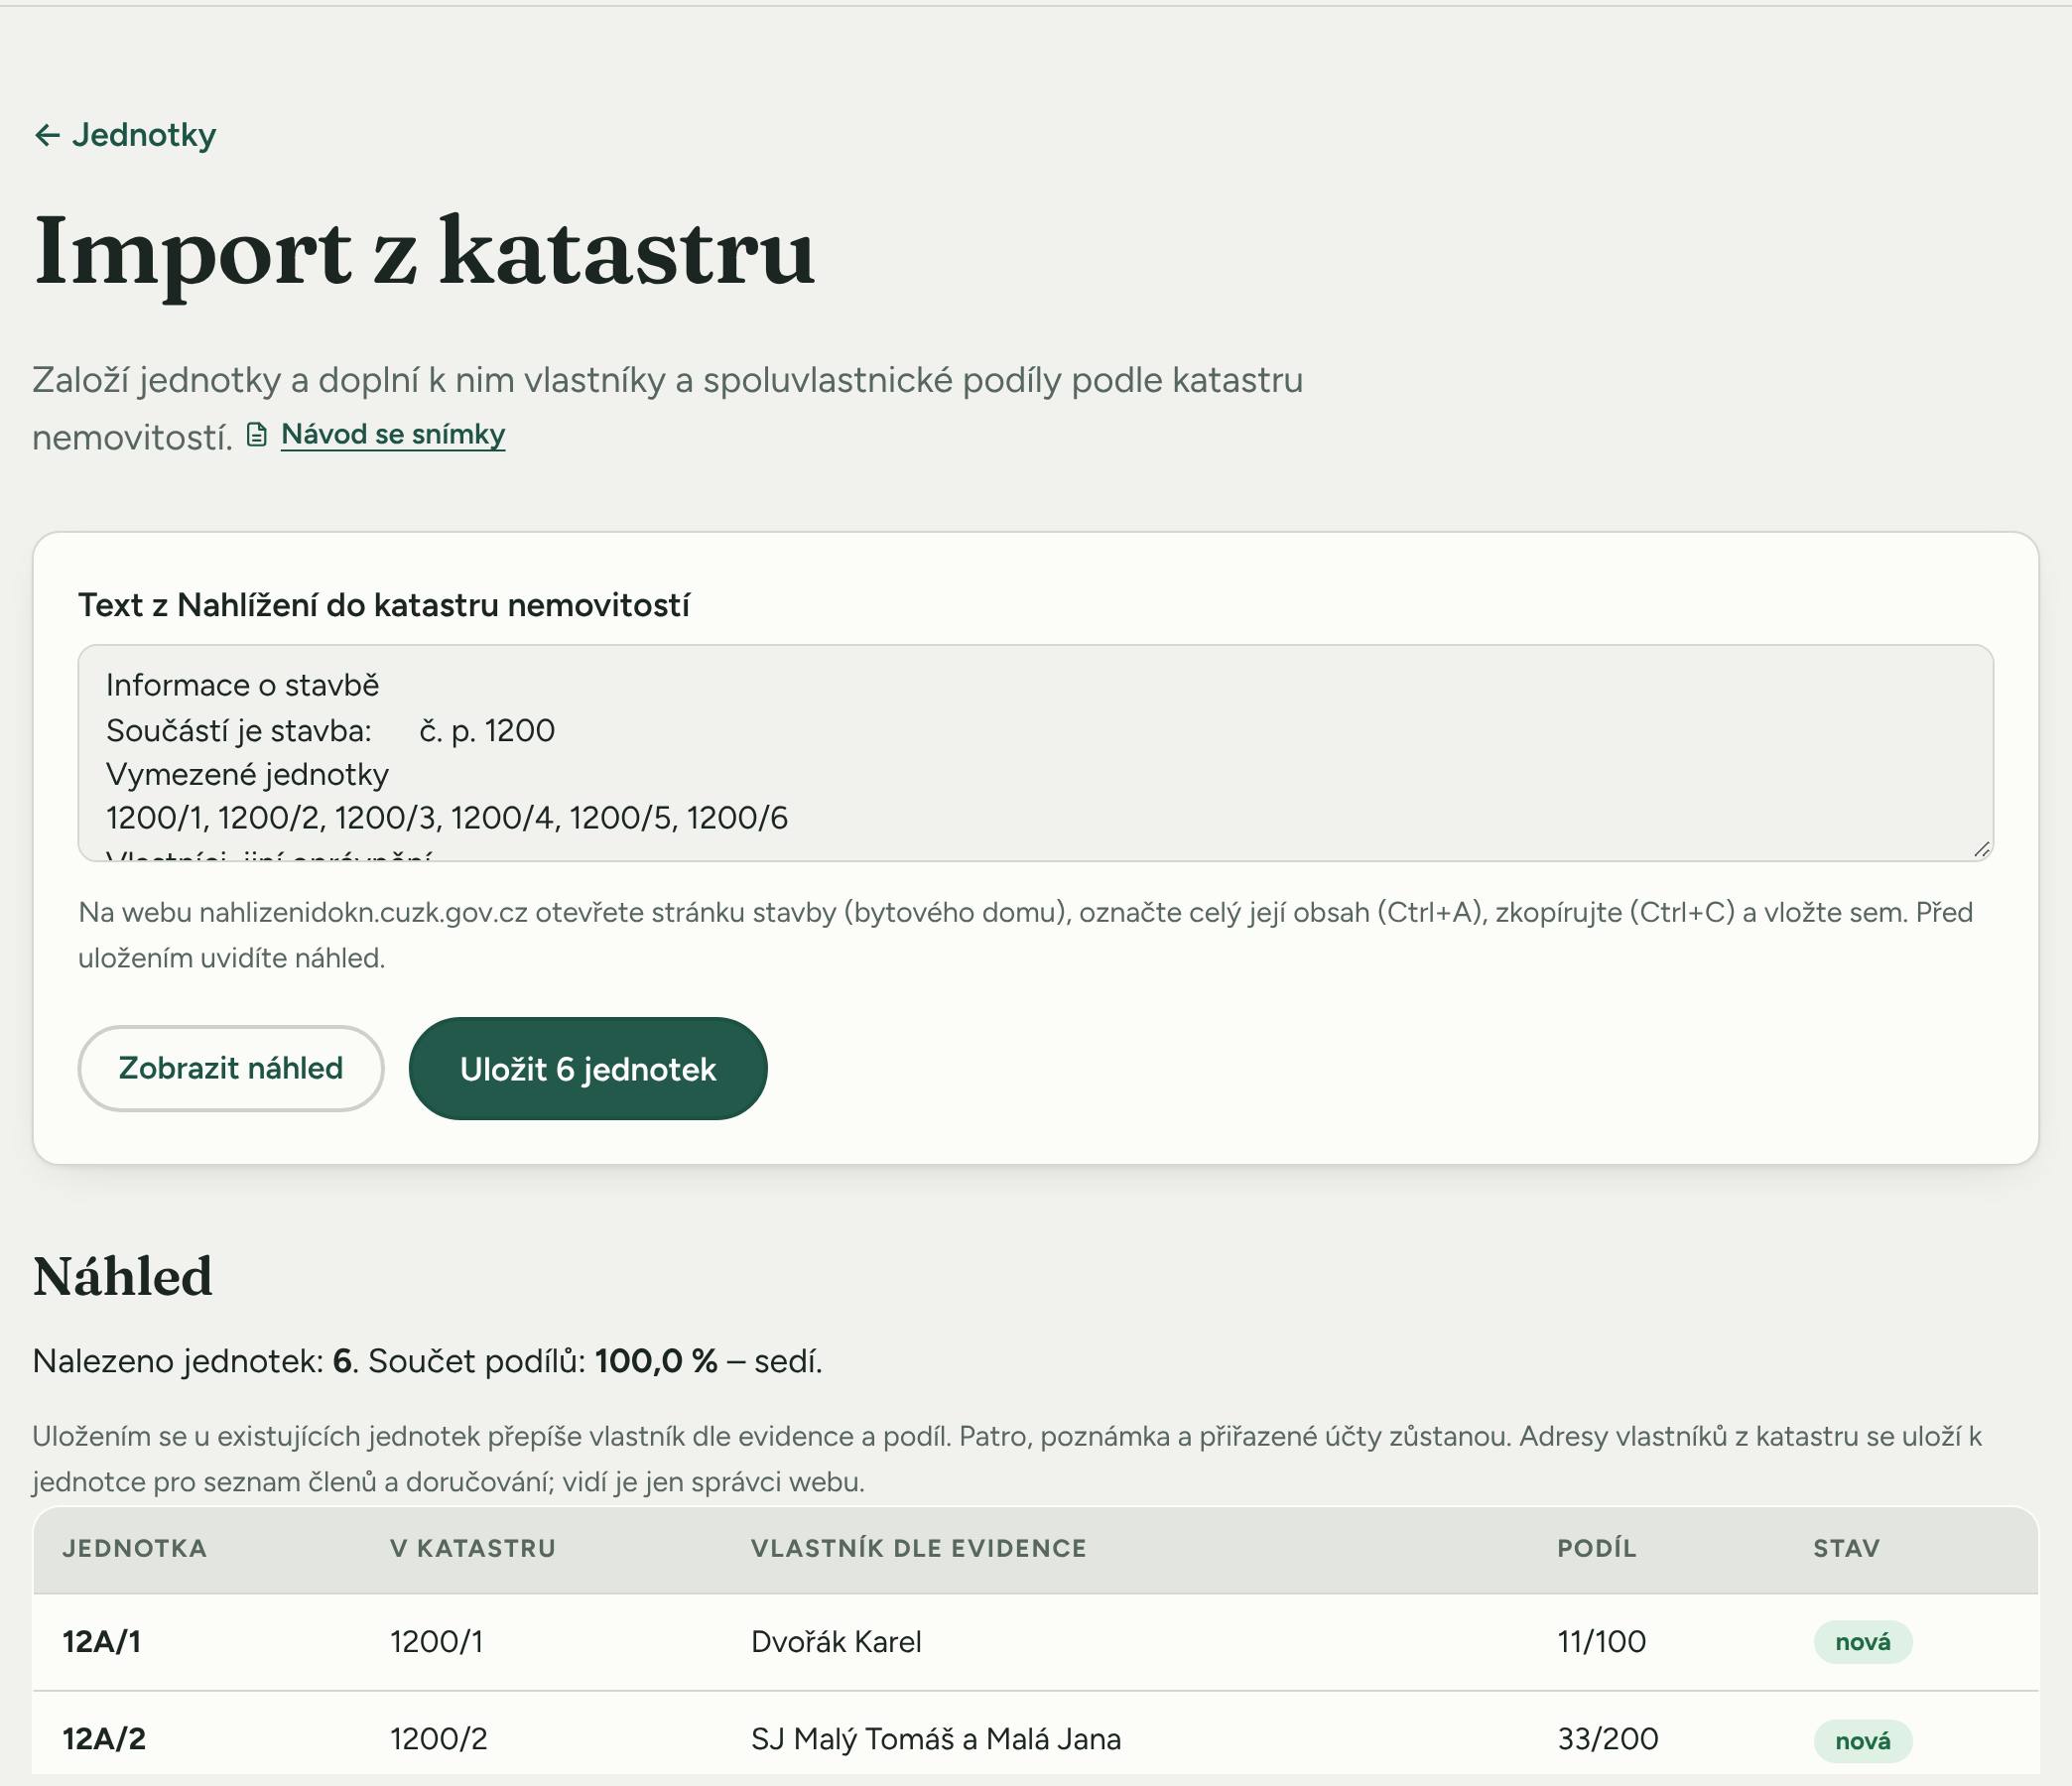 ← Jednotky
Import z katastru
Založí jednotky a doplní k nim vlastníky a spoluvlastnické podíly podle katastru
nemovitostí. Návod se snímky
Text z Nahlížení do katastru nemovitostí
Informace o stavbě
Součástí je stavba: č. p. 1200
Vymezené jednotky
1200/1, 1200/2, 1200/3, 1200/4, 1200/5, 1200/6
Vlastníci, jiní oprávnění
Na webu nahlizenidokn.cuzk.gov.cz otevřete stránku stavby (bytového domu), označte celý její obsah (Ctrl+A), zkopírujte (Ctrl+C) a vložte sem. Před
uložením uvidíte náhled.
Zobrazit náhled Uložit 6 jednotek
Náhled
Nalezeno jednotek: 6. Součet podílů: 100,0 % – sedí.
Uložením se u existujících jednotek přepíše vlastník dle evidence a podíl. Patro, poznámka a přiřazené účty zůstanou. Adresy vlastníků z katastru se uloží k
jednotce pro seznam členů a doručování; vidí je jen správci webu.
JEDNOTKA V KATASTRU VLASTNÍK DLE EVIDENCE PODÍL STAV
12A/1 1200/1 Dvořák Karel 11/100 nová
12A/2 1200/2 SJ Malý Tomáš a Malá Jana 33/200 nová